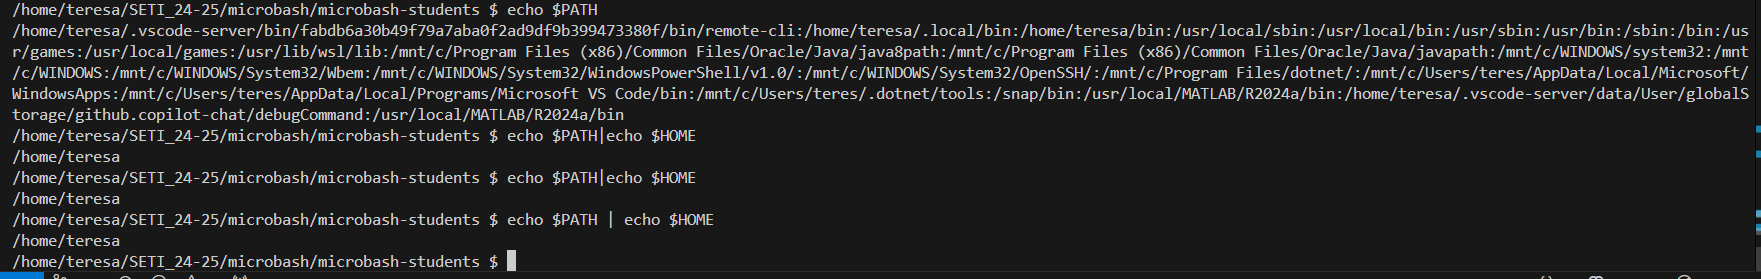 /home/teresa/SETI_24-25/microbash/microbash-students $ echo $PATH
/home/teresa/.vscode-server/bin/fabdb6a30b49f79a7aba0f2ad9df9b399473380f/bin/remote-cli:/home/teresa/.local/bin:/home/teresa/bin:/usr/local/sbin:/usr/local/bin:/usr/sbin:/usr/bin:/sbin:/bin:/us
r/games:/usr/local/games:/usr/lib/wsl/lib:/mnt/c/Program Files (x86)/Common Files/Oracle/Java/java8path:/mnt/c/Program Files (x86)/Common Files/Oracle/Java/javapath:/mnt/c/WINDOWS/system32:/mnt
/c/WINDOWS:/mnt/c/WINDOWS/System32/Wbem:/mnt/c/WINDOWS/System32/WindowsPowerShell/v1.0/:/mnt/c/WINDOWS/System32/OpenSSH/:/mnt/c/Program Files/dotnet/:/mnt/c/Users/teres/AppData/Local/Microsoft/
WindowsApps:/mnt/c/Users/teres/AppData/Local/Programs/Microsoft VS Code/bin:/mnt/c/Users/teres/.dotnet/tools:/snap/bin:/usr/local/MATLAB/R2024a/bin:/home/teresa/.vscode-server/data/User/globalS
torage/github.copilot-chat/debugCommand:/usr/local/MATLAB/R2024a/bin
/home/teresa/SETI_24-25/microbash/microbash-students $ echo $PATH|echo $HOME
/home/teresa
/home/teresa/SETI_24-25/microbash/microbash-students $ echo $PATH|echo $HOME
/home/teresa
/home/teresa/SETI_24-25/microbash/microbash-students $ echo $PATH | echo $HOME
/home/teresa
/home/teresa/SETI_24-25/microbash/microbash-students $